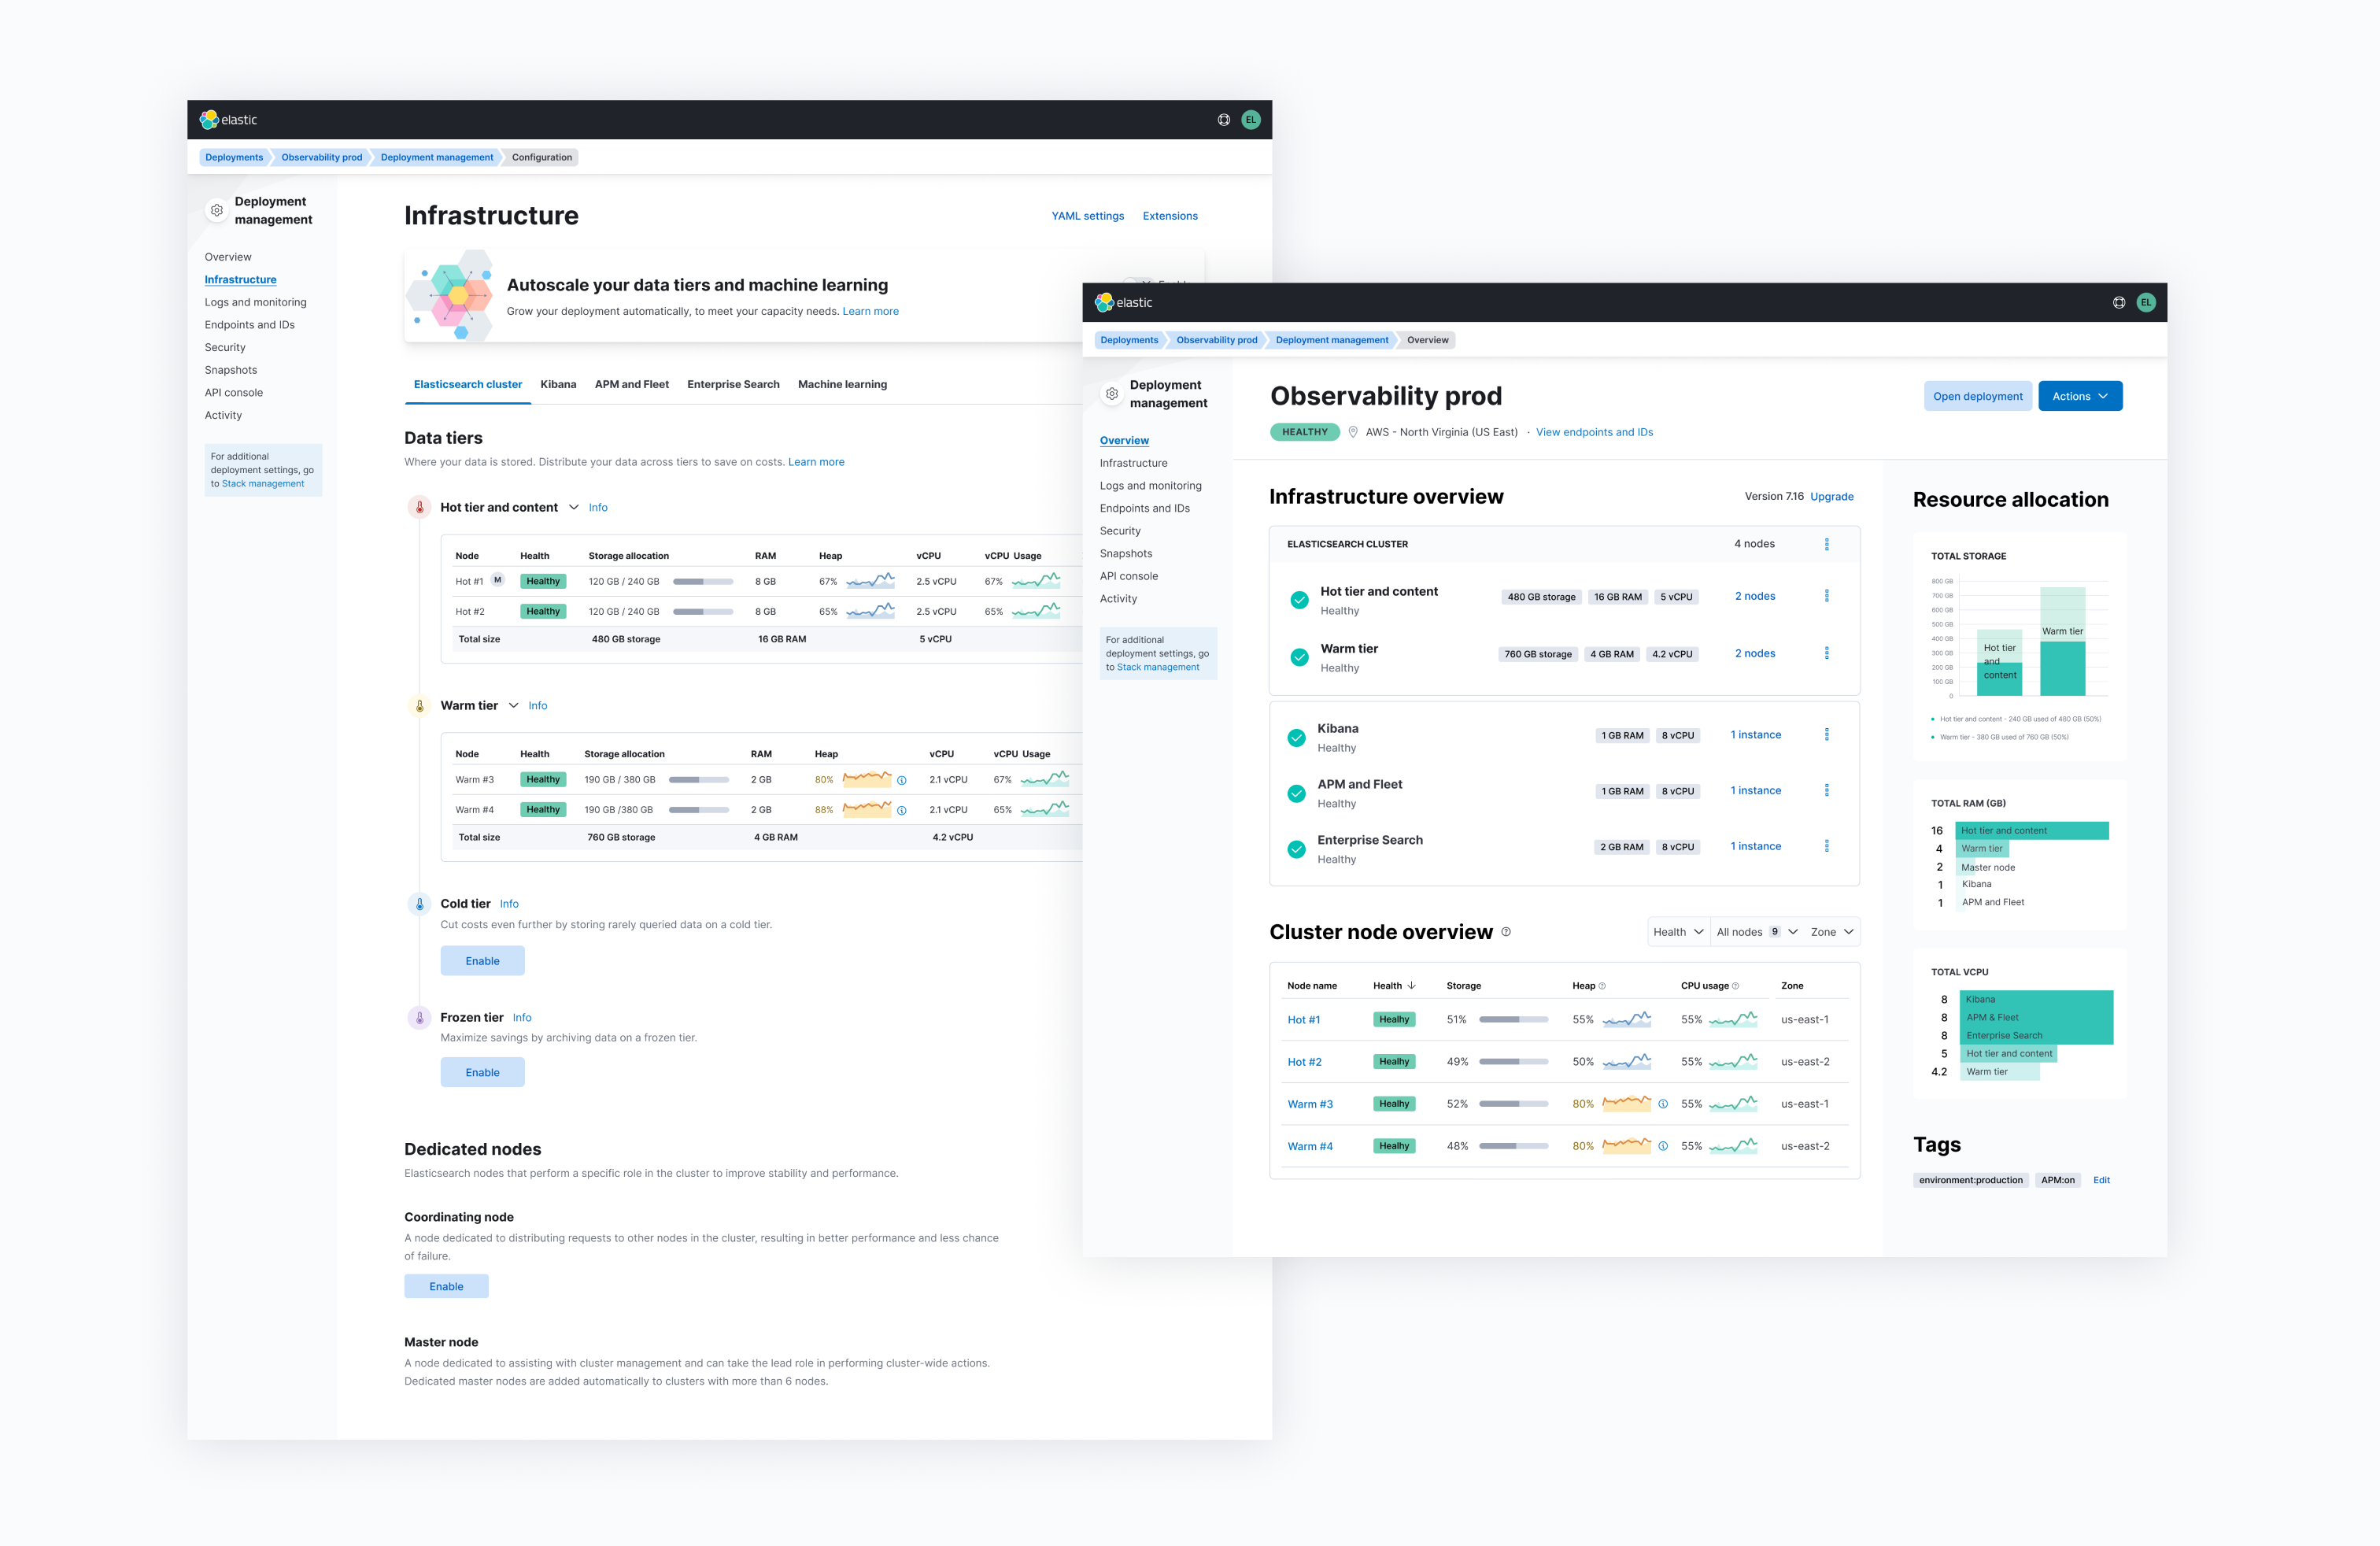 elastic
EL
Deployments Observability prod Deployment management Configuration
Deployment
management
Overview
Infrastructure
Logs and monitoring
Endpoints and IDs
Security
Snapshots
API console
Activity
For additional
deployment settings, go
to Stack management
Infrastructure
YAML settings Extensions
Autoscale your data tiers and machine learning
Grow your deployment automatically, to meet your capacity needs. Learn more
Elasticsearch cluster Kibana APM and Fleet Enterprise Search Machine learning
Data tiers
Where your data is stored. Distribute your data across tiers to save on costs. Learn more
Hot tier and content Info
Node Health Storage allocation RAM Heap vCPU vCPU Usage
Hot #1 M Healthy 120 GB / 240 GB 8 GB 67% 2.5 vCPU 67%
Hot #2 Healthy 120 GB / 240 GB 8 GB 65% 2.5 vCPU 65%
Total size 480 GB storage 16 GB RAM 5 vCPU
Warm tier Info
Node Health Storage allocation RAM Heap vCPU vCPU Usage
Warm #3 Healthy 190 GB / 380 GB 2 GB 80% 2.1 vCPU 67%
Warm #4 Healthy 190 GB /380 GB 2 GB 88% 2.1 vCPU 65%
Total size 760 GB storage 4 GB RAM 4.2 vCPU
Cold tier Info
Cut costs even further by storing rarely queried data on a cold tier.
Enable
Frozen tier Info
Maximize savings by archiving data on a frozen tier.
Enable
Dedicated nodes
Elasticsearch nodes that perform a specific role in the cluster to improve stability and performance.
Coordinating node
A node dedicated to distributing requests to other nodes in the cluster, resulting in better performance and less chance
of failure.
Enable
Master node
A node dedicated to assisting with cluster management and can take the lead role in performing cluster-wide actions.
Dedicated master nodes are added automatically to clusters with more than 6 nodes.
elastic
EL
Deployments Observability prod Deployment management Overview
Deployment
management
Overview
Infrastructure
Logs and monitoring
Endpoints and IDs
Security
Snapshots
API console
Activity
For additional
deployment settings, go
to Stack management
Observability prod
Open deployment Actions
HEALTHY AWS - North Virginia (US East) · View endpoints and IDs
Infrastructure overview
Version 7.16 Upgrade
ELASTICSEARCH CLUSTER 4 nodes
Hot tier and content
Healthy
480 GB storage 16 GB RAM 5 vCPU 2 nodes
Warm tier
Healthy
760 GB storage 4 GB RAM 4.2 vCPU 2 nodes
Kibana
Healthy
1 GB RAM 8 vCPU 1 instance
APM and Fleet
Healthy
1 GB RAM 8 vCPU 1 instance
Enterprise Search
Healthy
2 GB RAM 8 vCPU 1 instance
Cluster node overview
Health All nodes 9 Zone
Node name Health Storage Heap CPU usage Zone
Hot #1 Healhy 51% 55% 55% us-east-1
Hot #2 Healhy 49% 50% 55% us-east-2
Warm #3 Healhy 52% 80% 55% us-east-1
Warm #4 Healhy 48% 80% 55% us-east-2
Resource allocation
TOTAL STORAGE
800 GB
700 GB
600 GB
500 GB
400 GB
300 GB
200 GB
100 GB
0
Hot tier
and
content
Warm tier
Hot tier and content - 240 GB used of 480 GB (50%)
Warm tier - 380 GB used of 760 GB (50%)
TOTAL RAM (GB)
16 Hot tier and content
4 Warm tier
2 Master node
1 Kibana
1 APM and Fleet
TOTAL VCPU
8 Kibana
8 APM & Fleet
8 Enterprise Search
5 Hot tier and content
4.2 Warm tier
Tags
environment:production APM:on Edit